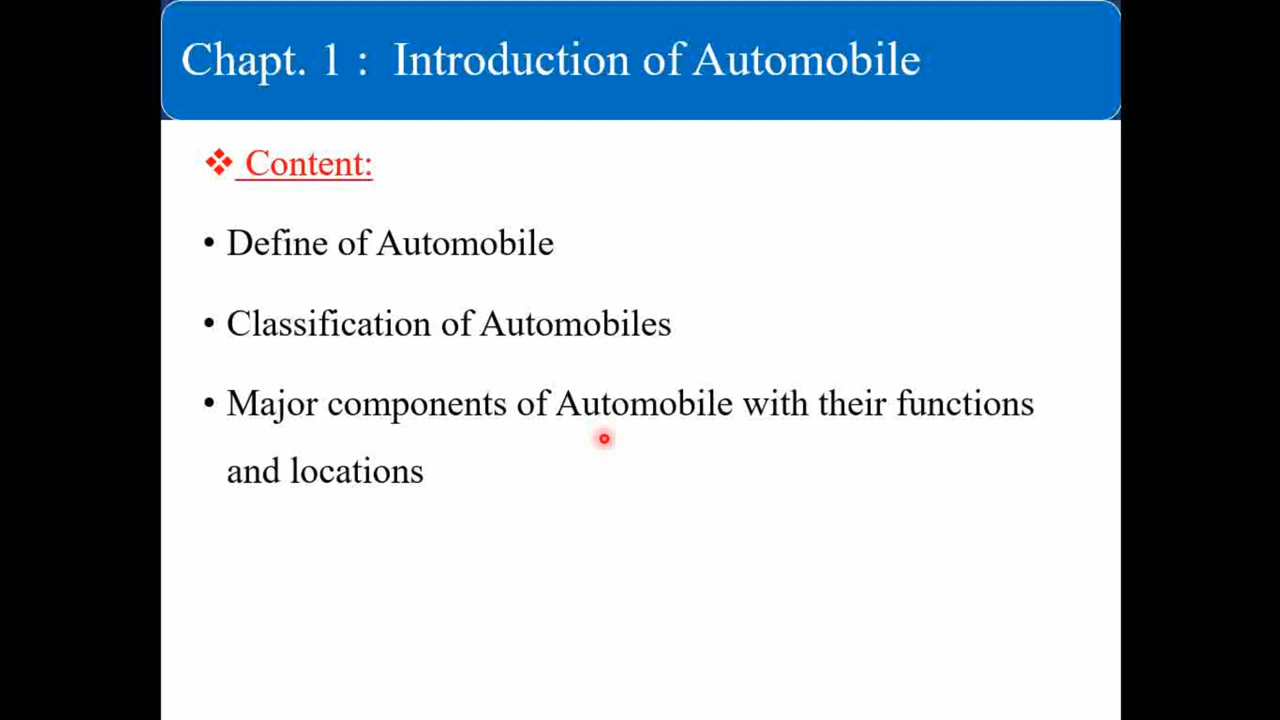 Chapt. 1 : Introduction of Automobile
❖ Content:
• Define of Automobile
• Classification of Automobiles
• Major components of Automobile with their functions
and locations